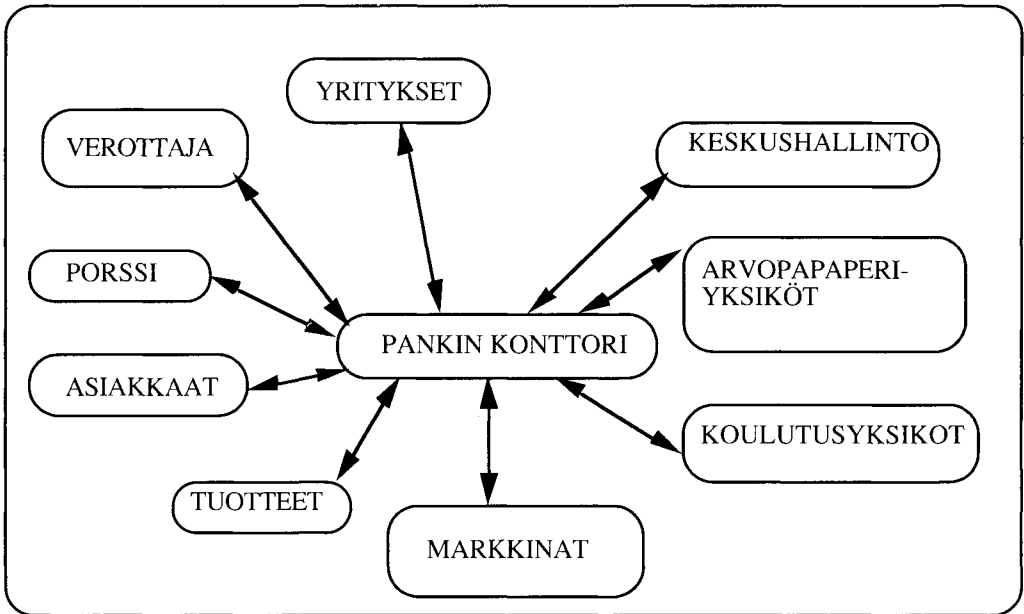 YRITYKSET
VEROTTAJA
KESKUSHALLINTO
PORSSI
ARVOPAPAPERI-
YKSIKÖT
PANKIN KONTTORI
ASIAKKAAT
KOULUTUSYKSIKOT
TUOTTEET
MARKKINAT